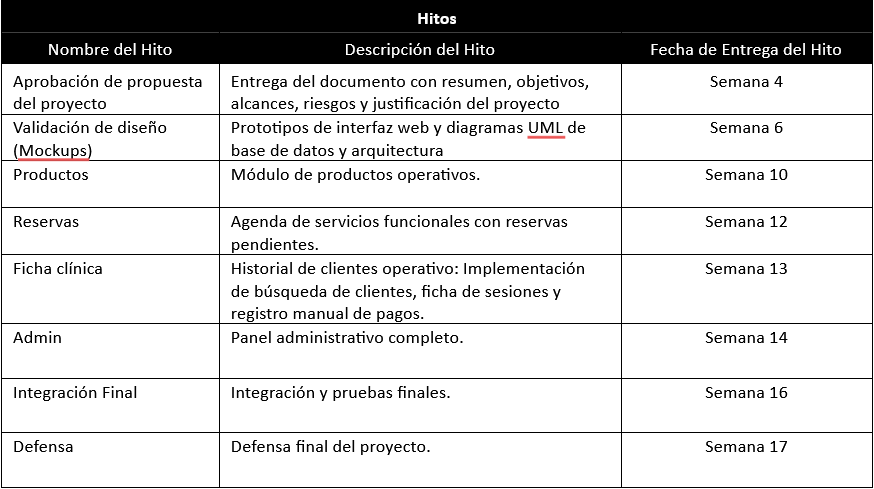 Hitos
Nombre del Hito Descripción del Hito Fecha de Entrega del Hito
Aprobación de propuesta del proyecto Entrega del documento con resumen, objetivos, alcances, riesgos y justificación del proyecto Semana 4
Validación de diseño (Mockups) Prototipos de interfaz web y diagramas UML de base de datos y arquitectura Semana 6
Productos Módulo de productos operativos. Semana 10
Reservas Agenda de servicios funcionales con reservas pendientes. Semana 12
Ficha clínica Historial de clientes operativo: Implementación de búsqueda de clientes, ficha de sesiones y registro manual de pagos. Semana 13
Admin Panel administrativo completo. Semana 14
Integración Final Integración y pruebas finales. Semana 16
Defensa Defensa final del proyecto. Semana 17